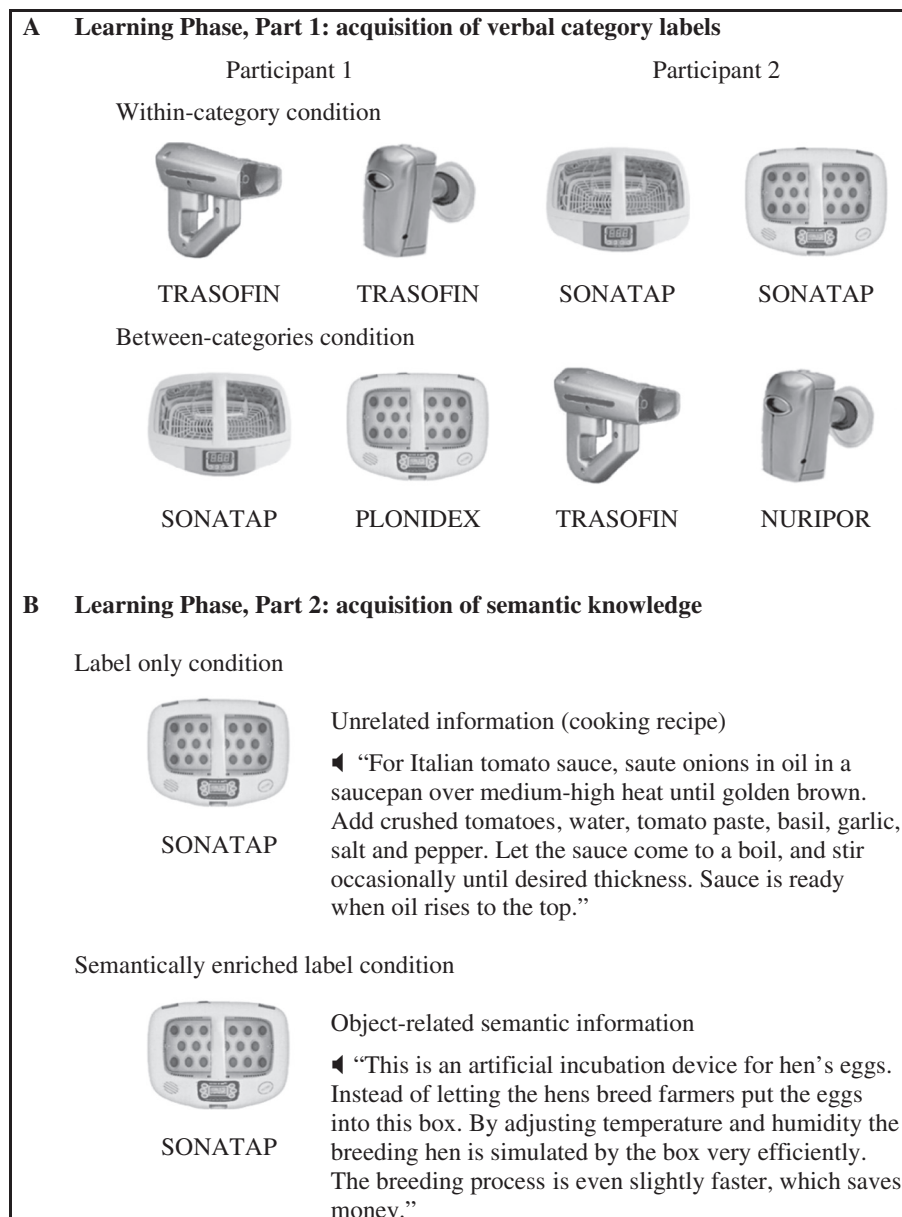 A Learning Phase, Part 1: acquisition of verbal category labels
Participant 1 Participant 2
Within-category condition
TRASOFIN TRASOFIN SONATAP SONATAP
Between-categories condition
SONATAP PLONIDEX TRASOFIN NURIPOR
B Learning Phase, Part 2: acquisition of semantic knowledge
Label only condition
Unrelated information (cooking recipe)
“For Italian tomato sauce, saute onions in oil in a
saucepan over medium-high heat until golden brown.
Add crushed tomatoes, water, tomato paste, basil, garlic,
salt and pepper. Let the sauce come to a boil, and stir
occasionally until desired thickness. Sauce is ready
when oil rises to the top.”
SONATAP
Semantically enriched label condition
Object-related semantic information
“This is an artificial incubation device for hen’s eggs.
Instead of letting the hens breed farmers put the eggs
into this box. By adjusting temperature and humidity the
breeding hen is simulated by the box very efficiently.
The breeding process is even slightly faster, which saves
money.”
SONATAP